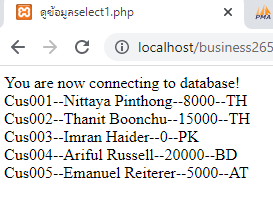 ดูข้อมูลselect1.php
PMA
localhost/business265
You are now connecting to database!
Cus001--Nittaya Pinthong--8000--TH
Cus002--Thanit Boonchu--15000--TH
Cus003--Imran Haider--0--PK
Cus004--Ariful Russell--20000--BD
Cus005--Emanuel Reiterer--5000--AT